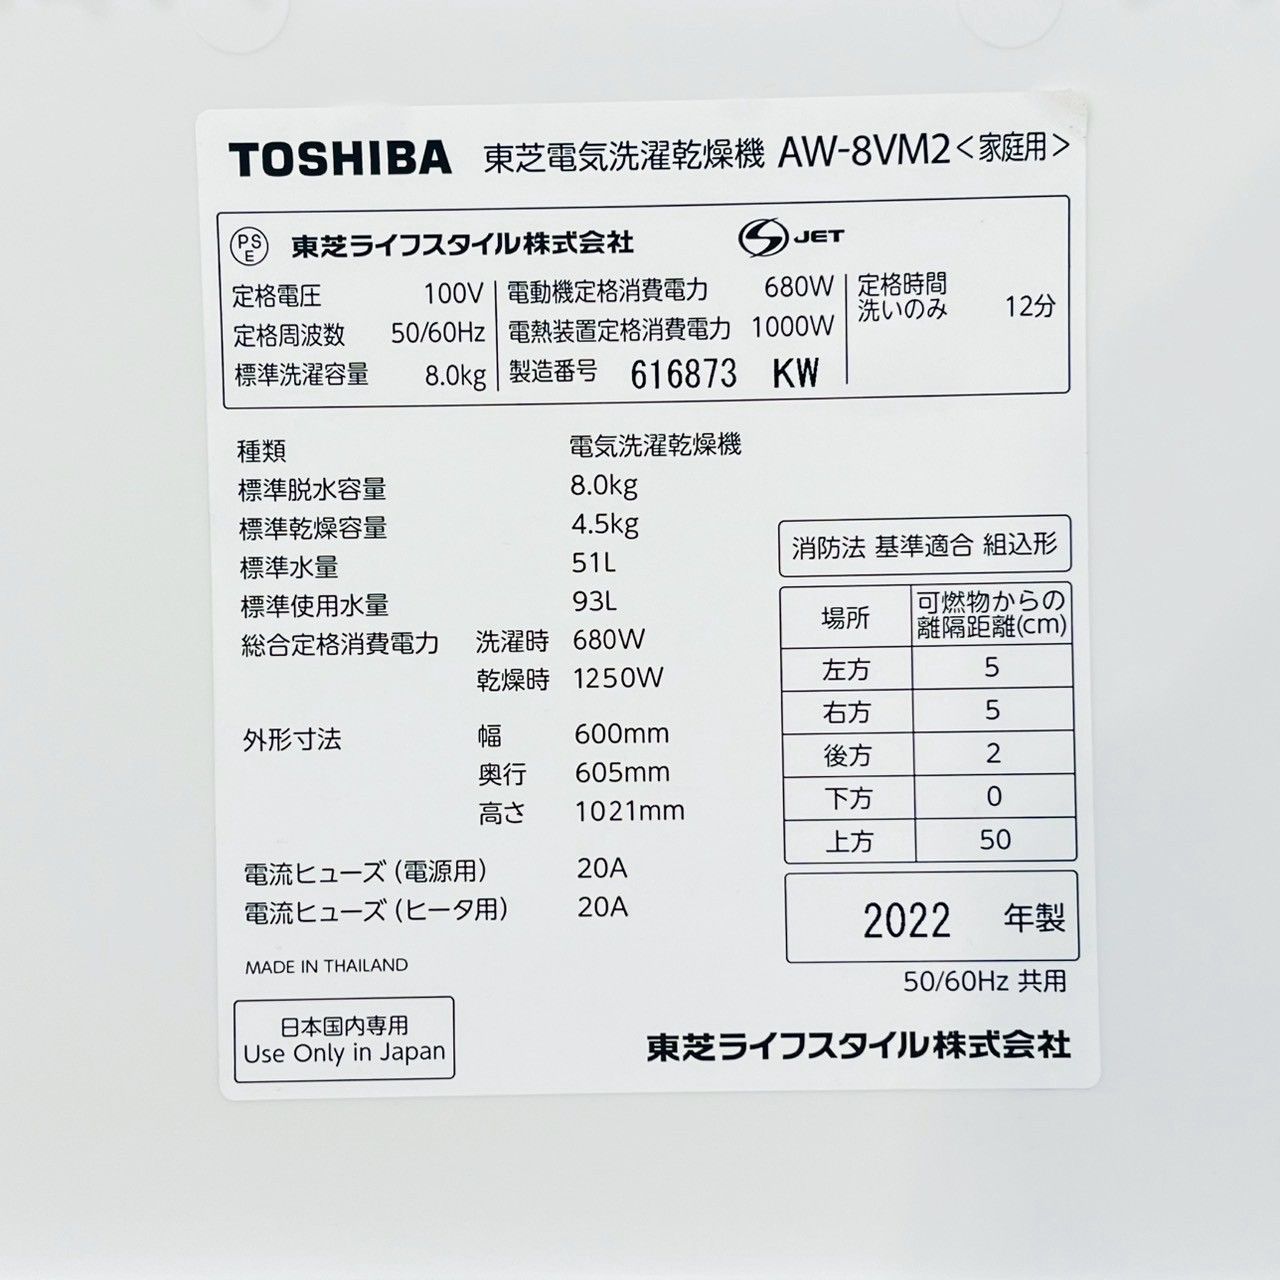 TOSHIBA 東芝電気洗濯乾燥機 AW-8VM2<家庭用>
PSE 東芝ライフスタイル株式会社 S JET
定格電圧 100V 電動機定格消費電力 680W 定格時間
洗いのみ 12分
定格周波数 50/60Hz 電熱装置定格消費電力 1000W
標準洗濯容量 8.0kg 製造番号 616873 KW
種類 電気洗濯乾燥機
標準脱水容量 8.0kg
標準乾燥容量 4.5kg
標準水量 51L
標準使用水量 93L
総合定格消費電力 洗濯時 680W
乾燥時 1250W
外形寸法 幅 600mm
奥行 605mm
高さ 1021mm
電流ヒューズ(電源用) 20A
電流ヒューズ(ヒータ用) 20A
MADE IN THAILAND
日本国内専用
Use Only in Japan
消防法 基準適合 組込形
場所 可燃物からの
離隔距離(cm)
左方 5
右方 5
後方 2
下方 0
上方 50
2022 年製
50/60Hz 共用
東芝ライフスタイル株式会社